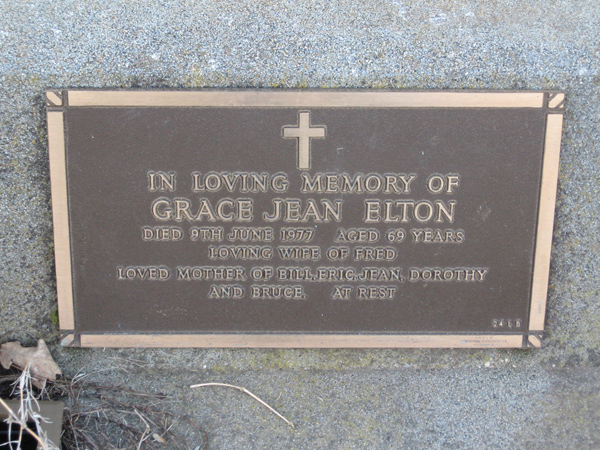 IN LOVING MEMORY OF
GRACE JEAN ELTON
DIED 9TH JUNE 1977 AGED 69 YEARS
LOVING WIFE OF FRED
LOVED MOTHER OF BILL, ERIC, JEAN, DOROTHY
AND BRUCE. AT REST